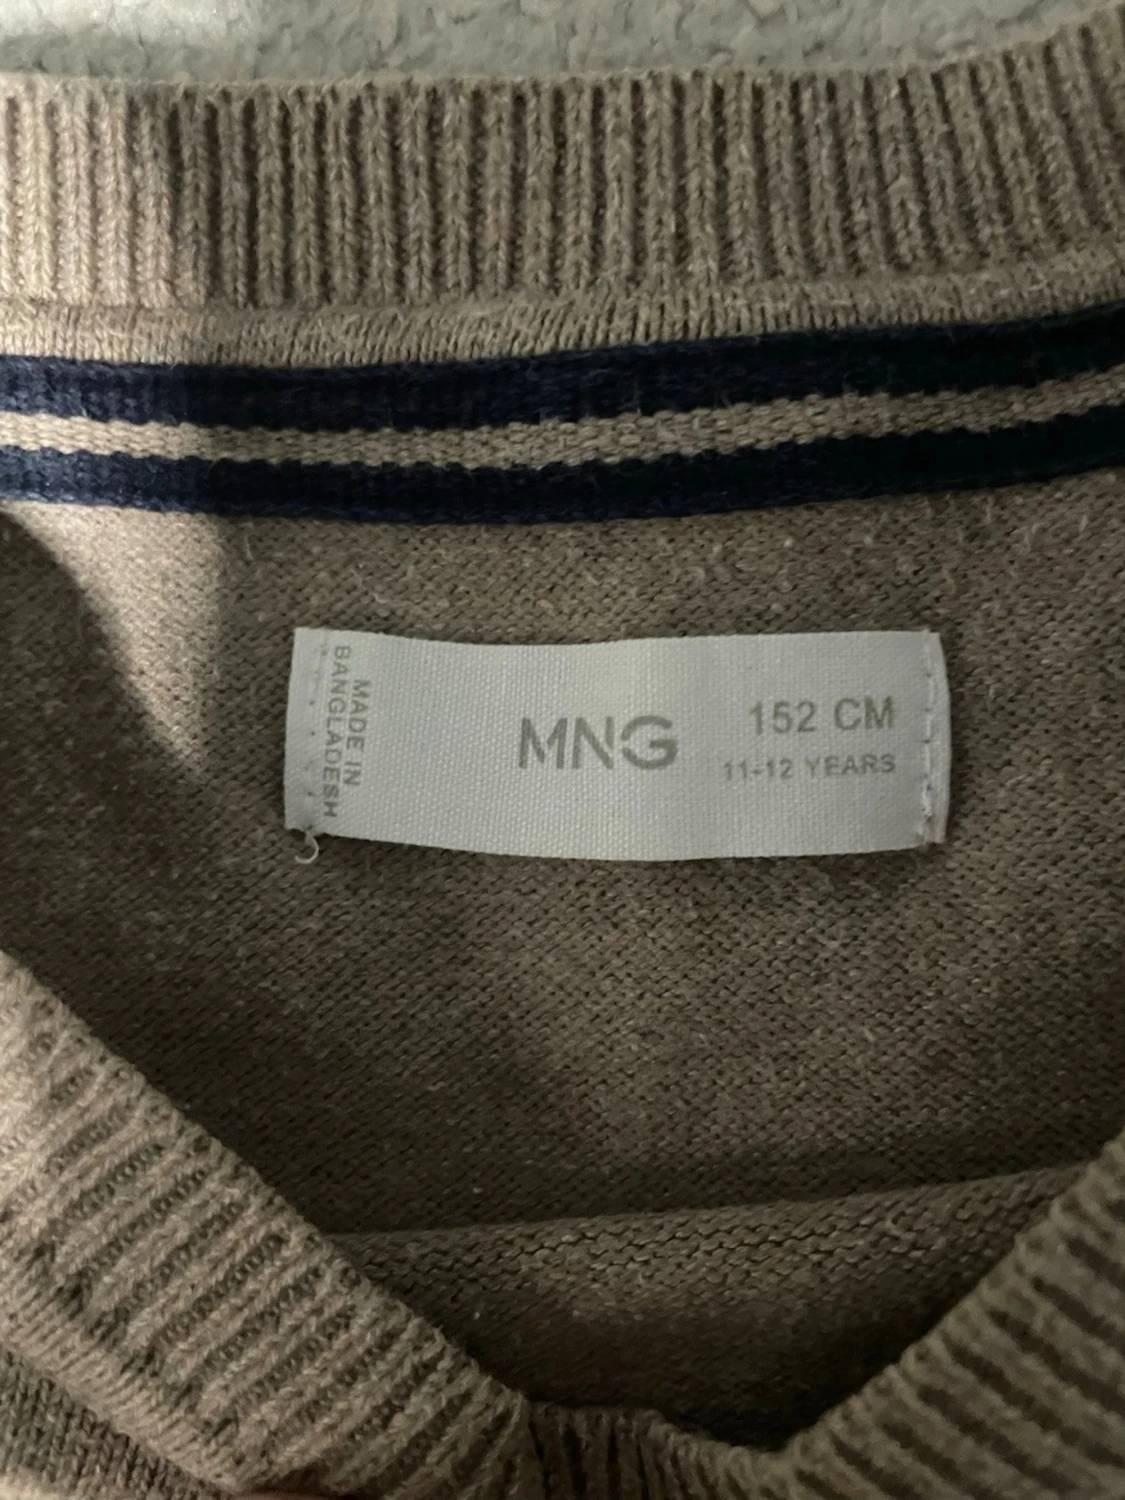 MADE IN
BANGLADESH
MNG
152 CM
11-12 YEARS